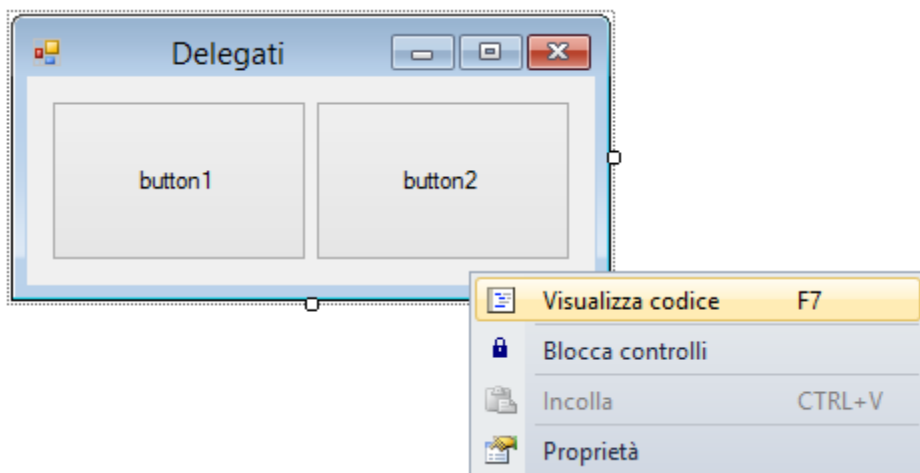 Delegati
button1
button2
Visualizza codice F7
Blocca controlli
Incolla CTRL+V
Proprietà